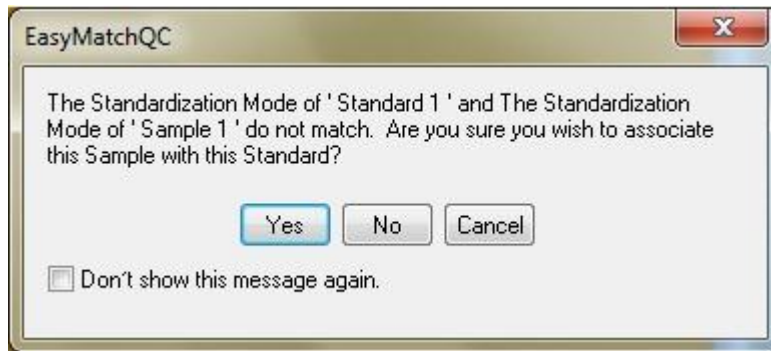 EasyMatchQC
The Standardization Mode of ' Standard 1 ' and The Standardization
Mode of ' Sample 1 ' do not match.  Are you sure you wish to associate
this Sample with this Standard?
Yes No Cancel
Don't show this message again.